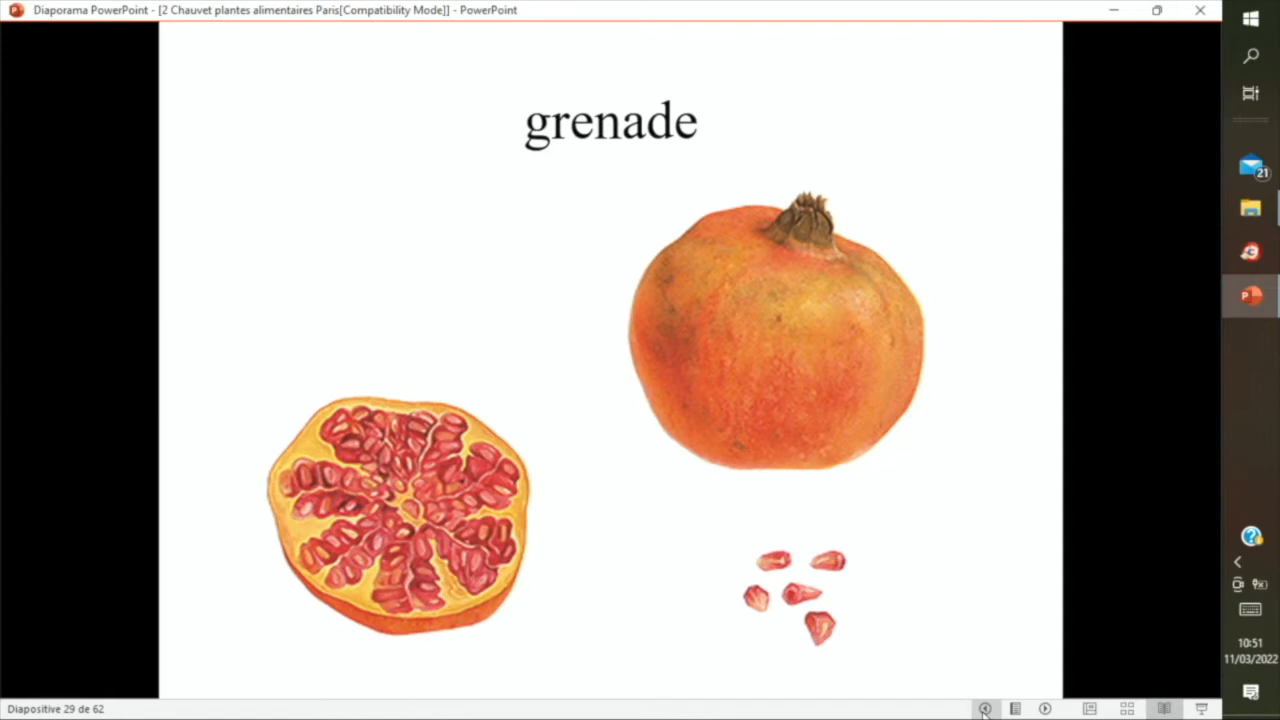 Diaporama PowerPoint - [2 Chauvet plantes alimentaires Paris[Compatibility Mode]] - PowerPoint
grenade
21
10:51
11/03/2022
Diapositive 29 de 62